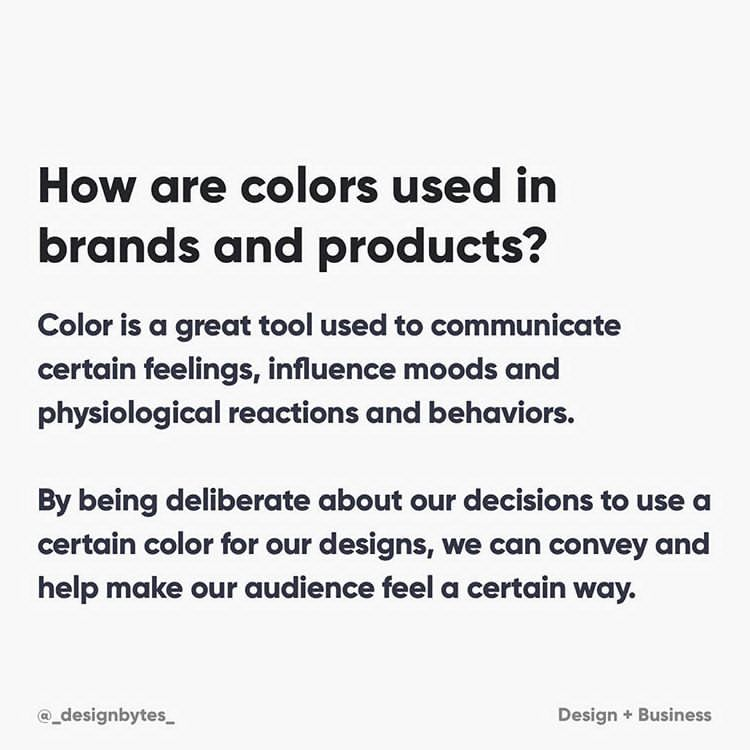 How are colors used in
brands and products?
Color is a great tool used to communicate
certain feelings, influence moods and
physiological reactions and behaviors.
By being deliberate about our decisions to use a
certain color for our designs, we can convey and
help make our audience feel a certain way.
@_designbytes_
Design + Business